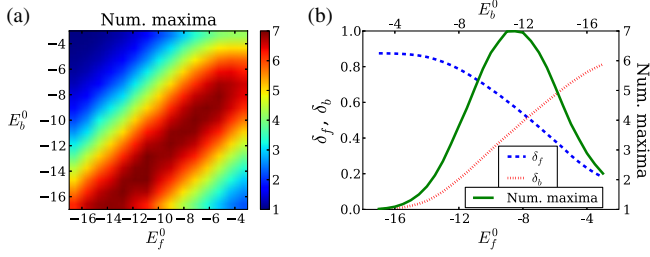 (a)
Num. maxima
E_b^0
−4
−6
−8
−10
−12
−14
−16
−16 −14 −12 −10 −8 −6 −4
E_f^0
7
6
5
4
3
2
1
(b)
E_b^0
-4 -9 -12 -14 -17
δ_f, δ_b
1.0
0.8
0.6
0.4
0.2
0.0
-16 -12 -8 -4
E_f^0
7
6
5
4
3
2
1
Num. maxima
δ_f
δ_b
Num. maxima